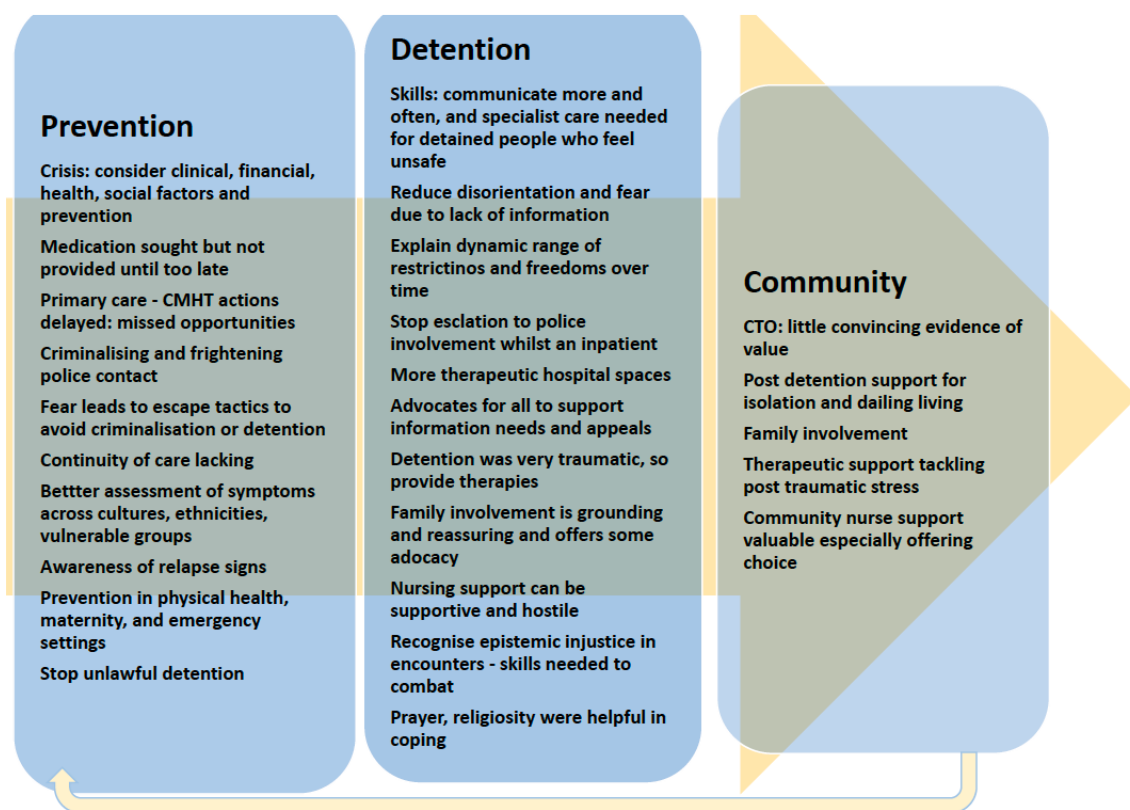 Prevention
Crisis: consider clinical, financial,
health, social factors and
prevention
Medication sought but not
provided until too late
Primary care - CMHT actions
delayed: missed opportunities
Criminalising and frightening
police contact
Fear leads to escape tactics to
avoid criminalisation or detention
Continuity of care lacking
Bettter assessment of symptoms
across cultures, ethnicities,
vulnerable groups
Awareness of relapse signs
Prevention in physical health,
maternity, and emergency
settings
Stop unlawful detention
Detention
Skills: communicate more and
often, and specialist care needed
for detained people who feel
unsafe
Reduce disorientation and fear
due to lack of information
Explain dynamic range of
restrictinos and freedoms over
time
Stop esclation to police
involvement whilst an inpatient
More therapeutic hospital spaces
Advocates for all to support
information needs and appeals
Detention was very traumatic, so
provide therapies
Family involvement is grounding
and reassuring and offers some
adocacy
Nursing support can be
supportive and hostile
Recognise epistemic injustice in
encounters - skills needed to
combat
Prayer, religiosity were helpful in
coping
Community
CTO: little convincing evidence of
value
Post detention support for
isolation and dailing living
Family involvement
Therapeutic support tackling
post traumatic stress
Community nurse support
valuable especially offering
choice